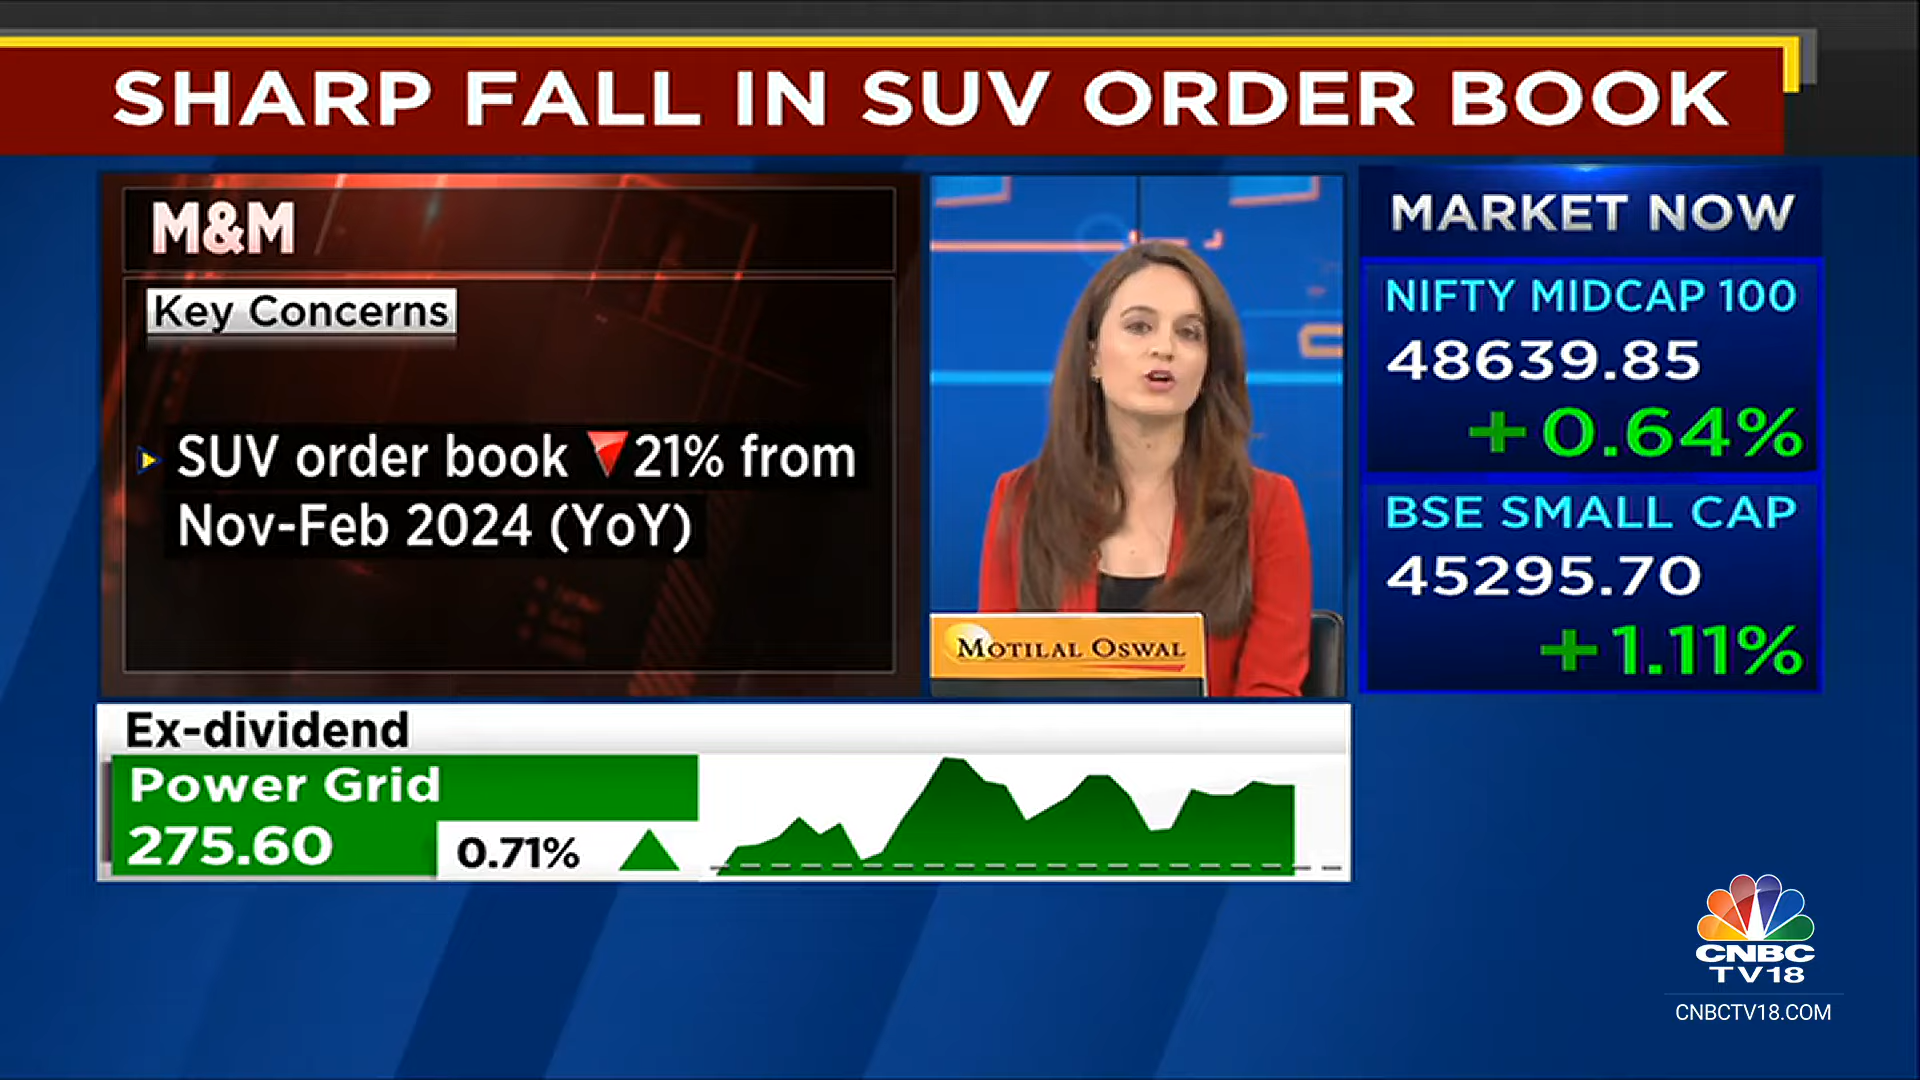 SHARP FALL IN SUV ORDER BOOK
M&M
Key Concerns
SUV order book 21% from
Nov-Feb 2024 (YoY)
MOTILAL OSWAL
MARKET NOW
NIFTY MIDCAP 100
48639.85
+0.64%
BSE SMALL CAP
45295.70
+1.11%
Ex-dividend
Power Grid
275.60
0.71%
CNBC
TV18
CNBCTV18.COM